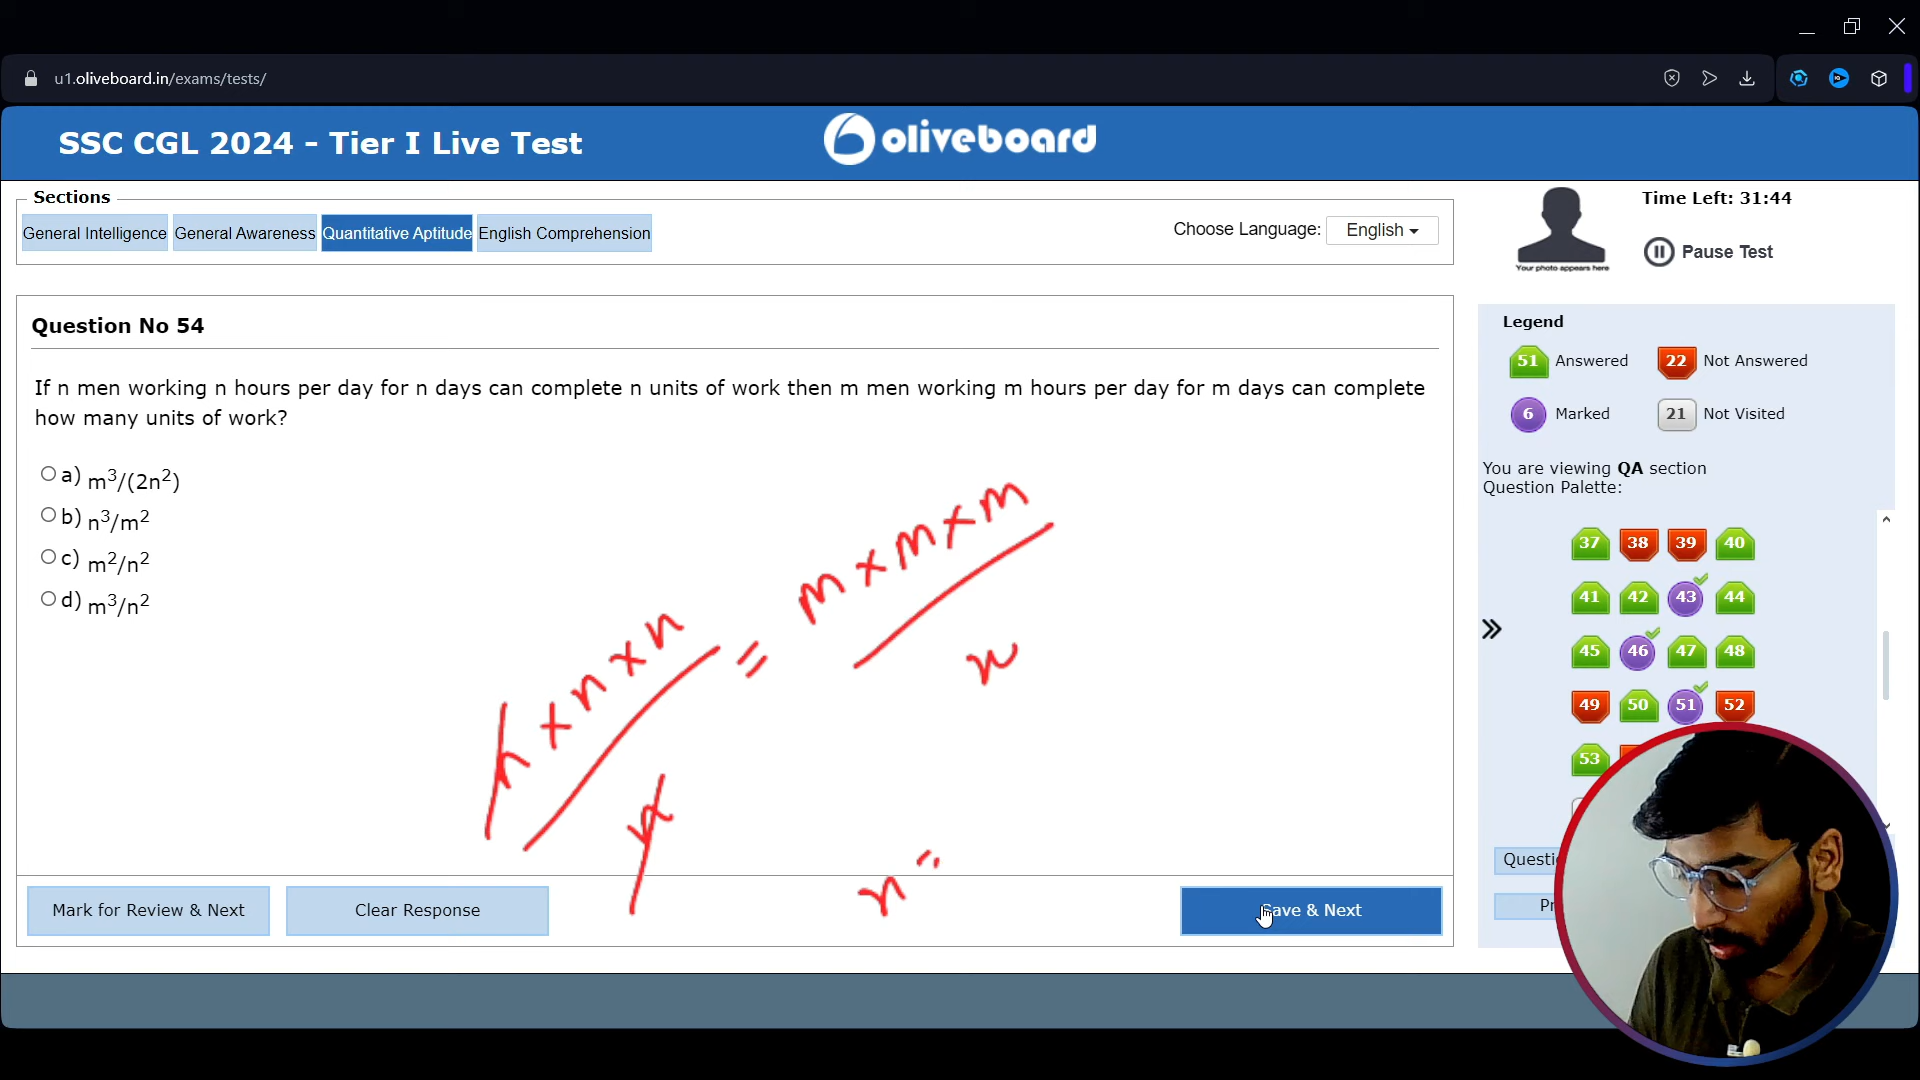 u1.oliveboard.in/exams/tests/
SSC CGL 2024 - Tier I Live Test
oliveboard
Sections
General Intelligence General Awareness Quantitative Aptitude English Comprehension
Choose Language: English
Your photo appears here
Time Left: 31:44
Pause Test
Question No 54
If n men working n hours per day for n days can complete n units of work then m men working m hours per day for m days can complete
how many units of work?
a) m³/(2n²)
b) n³/m²
c) m²/n²
d) m³/n²
n×n×n = m×m×m
n x
n =
Mark for Review & Next
Clear Response
Save & Next
Legend
51 Answered 22 Not Answered
6 Marked 21 Not Visited
You are viewing QA section
Question Palette:
37 38 39 40
41 42 43 44
45 46 47 48
49 50 51 52
53